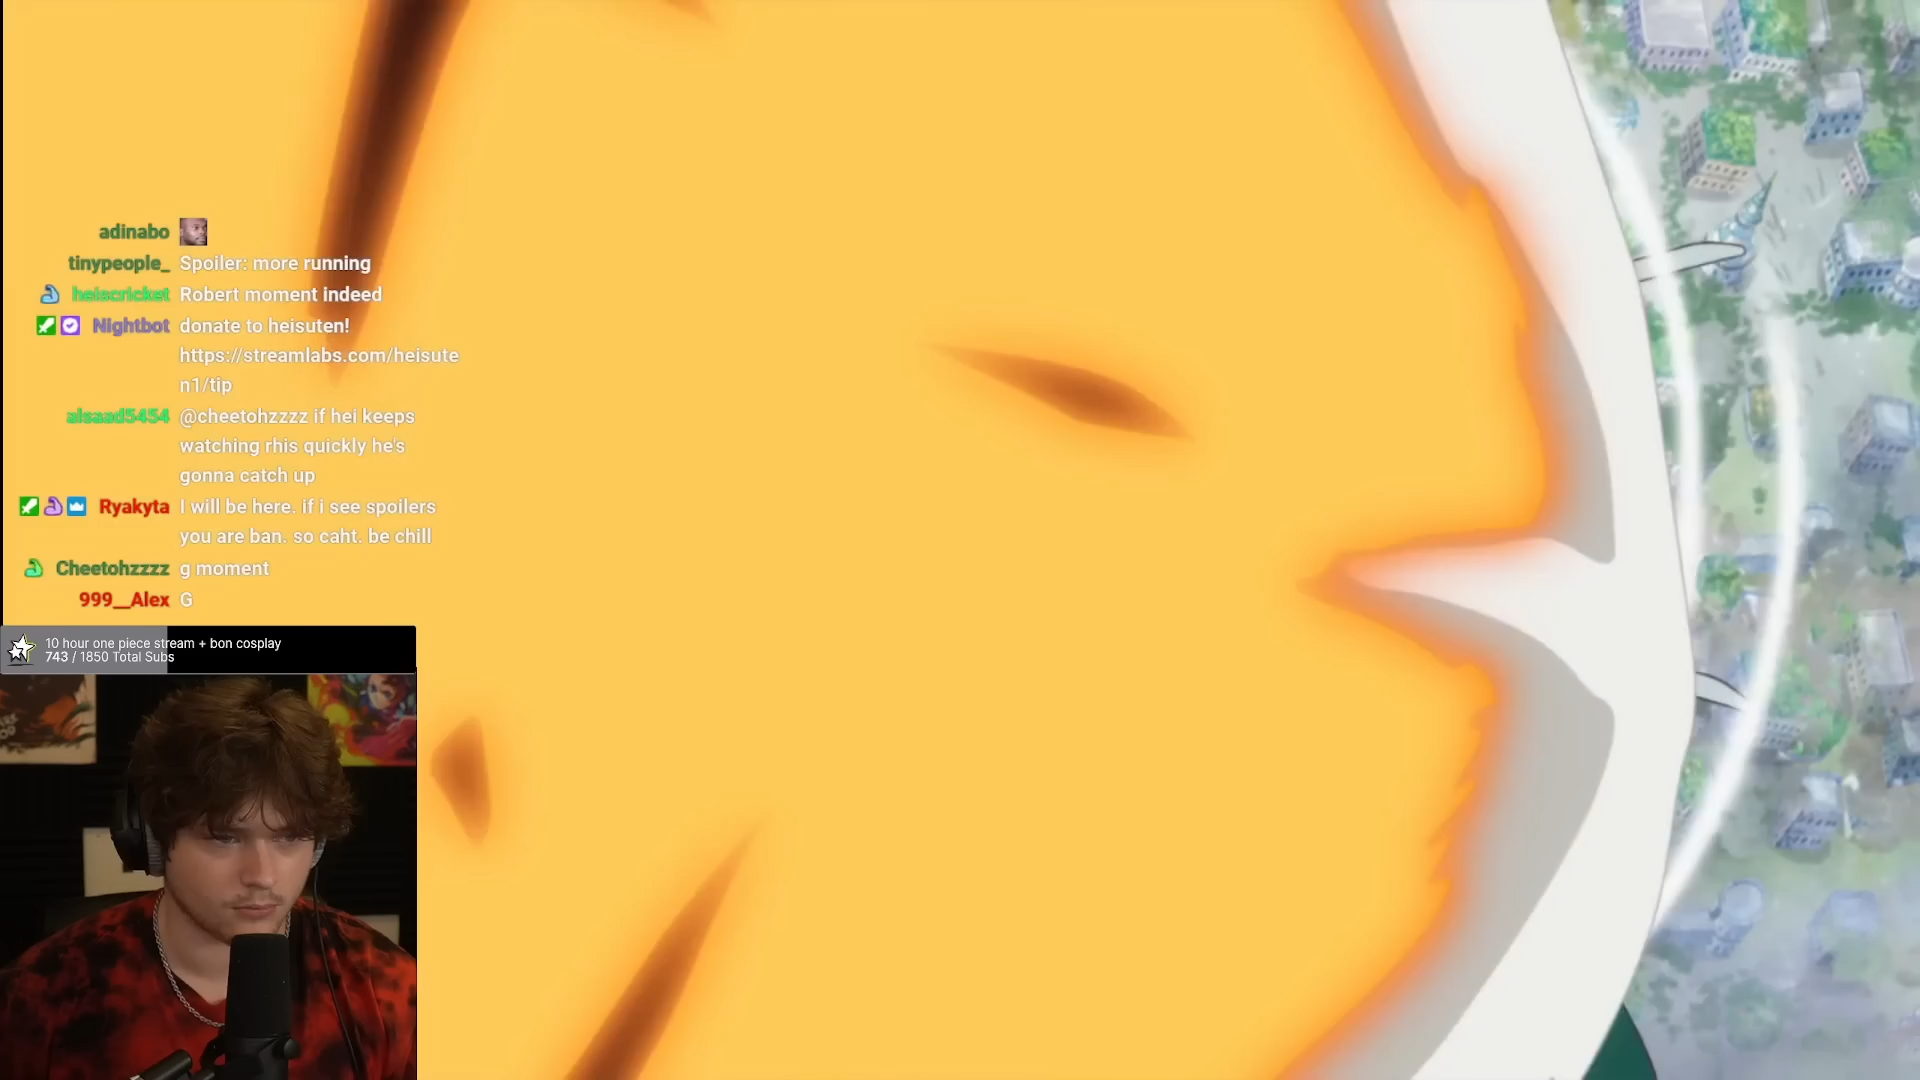 adinabo
tinypeople_ Spoiler: more running
heiscricket Robert moment indeed
Nightbot donate to heisuten!
https://streamlabs.com/heisute
n1/tip
alsaad5454 @cheetohzzzz if hei keeps
watching rhis quickly he's
gonna catch up
Ryakyta I will be here. if i see spoilers
you are ban. so caht. be chill
Cheetohzzzz g moment
999__Alex G
10 hour one piece stream + bon cosplay
743 / 1850 Total Subs